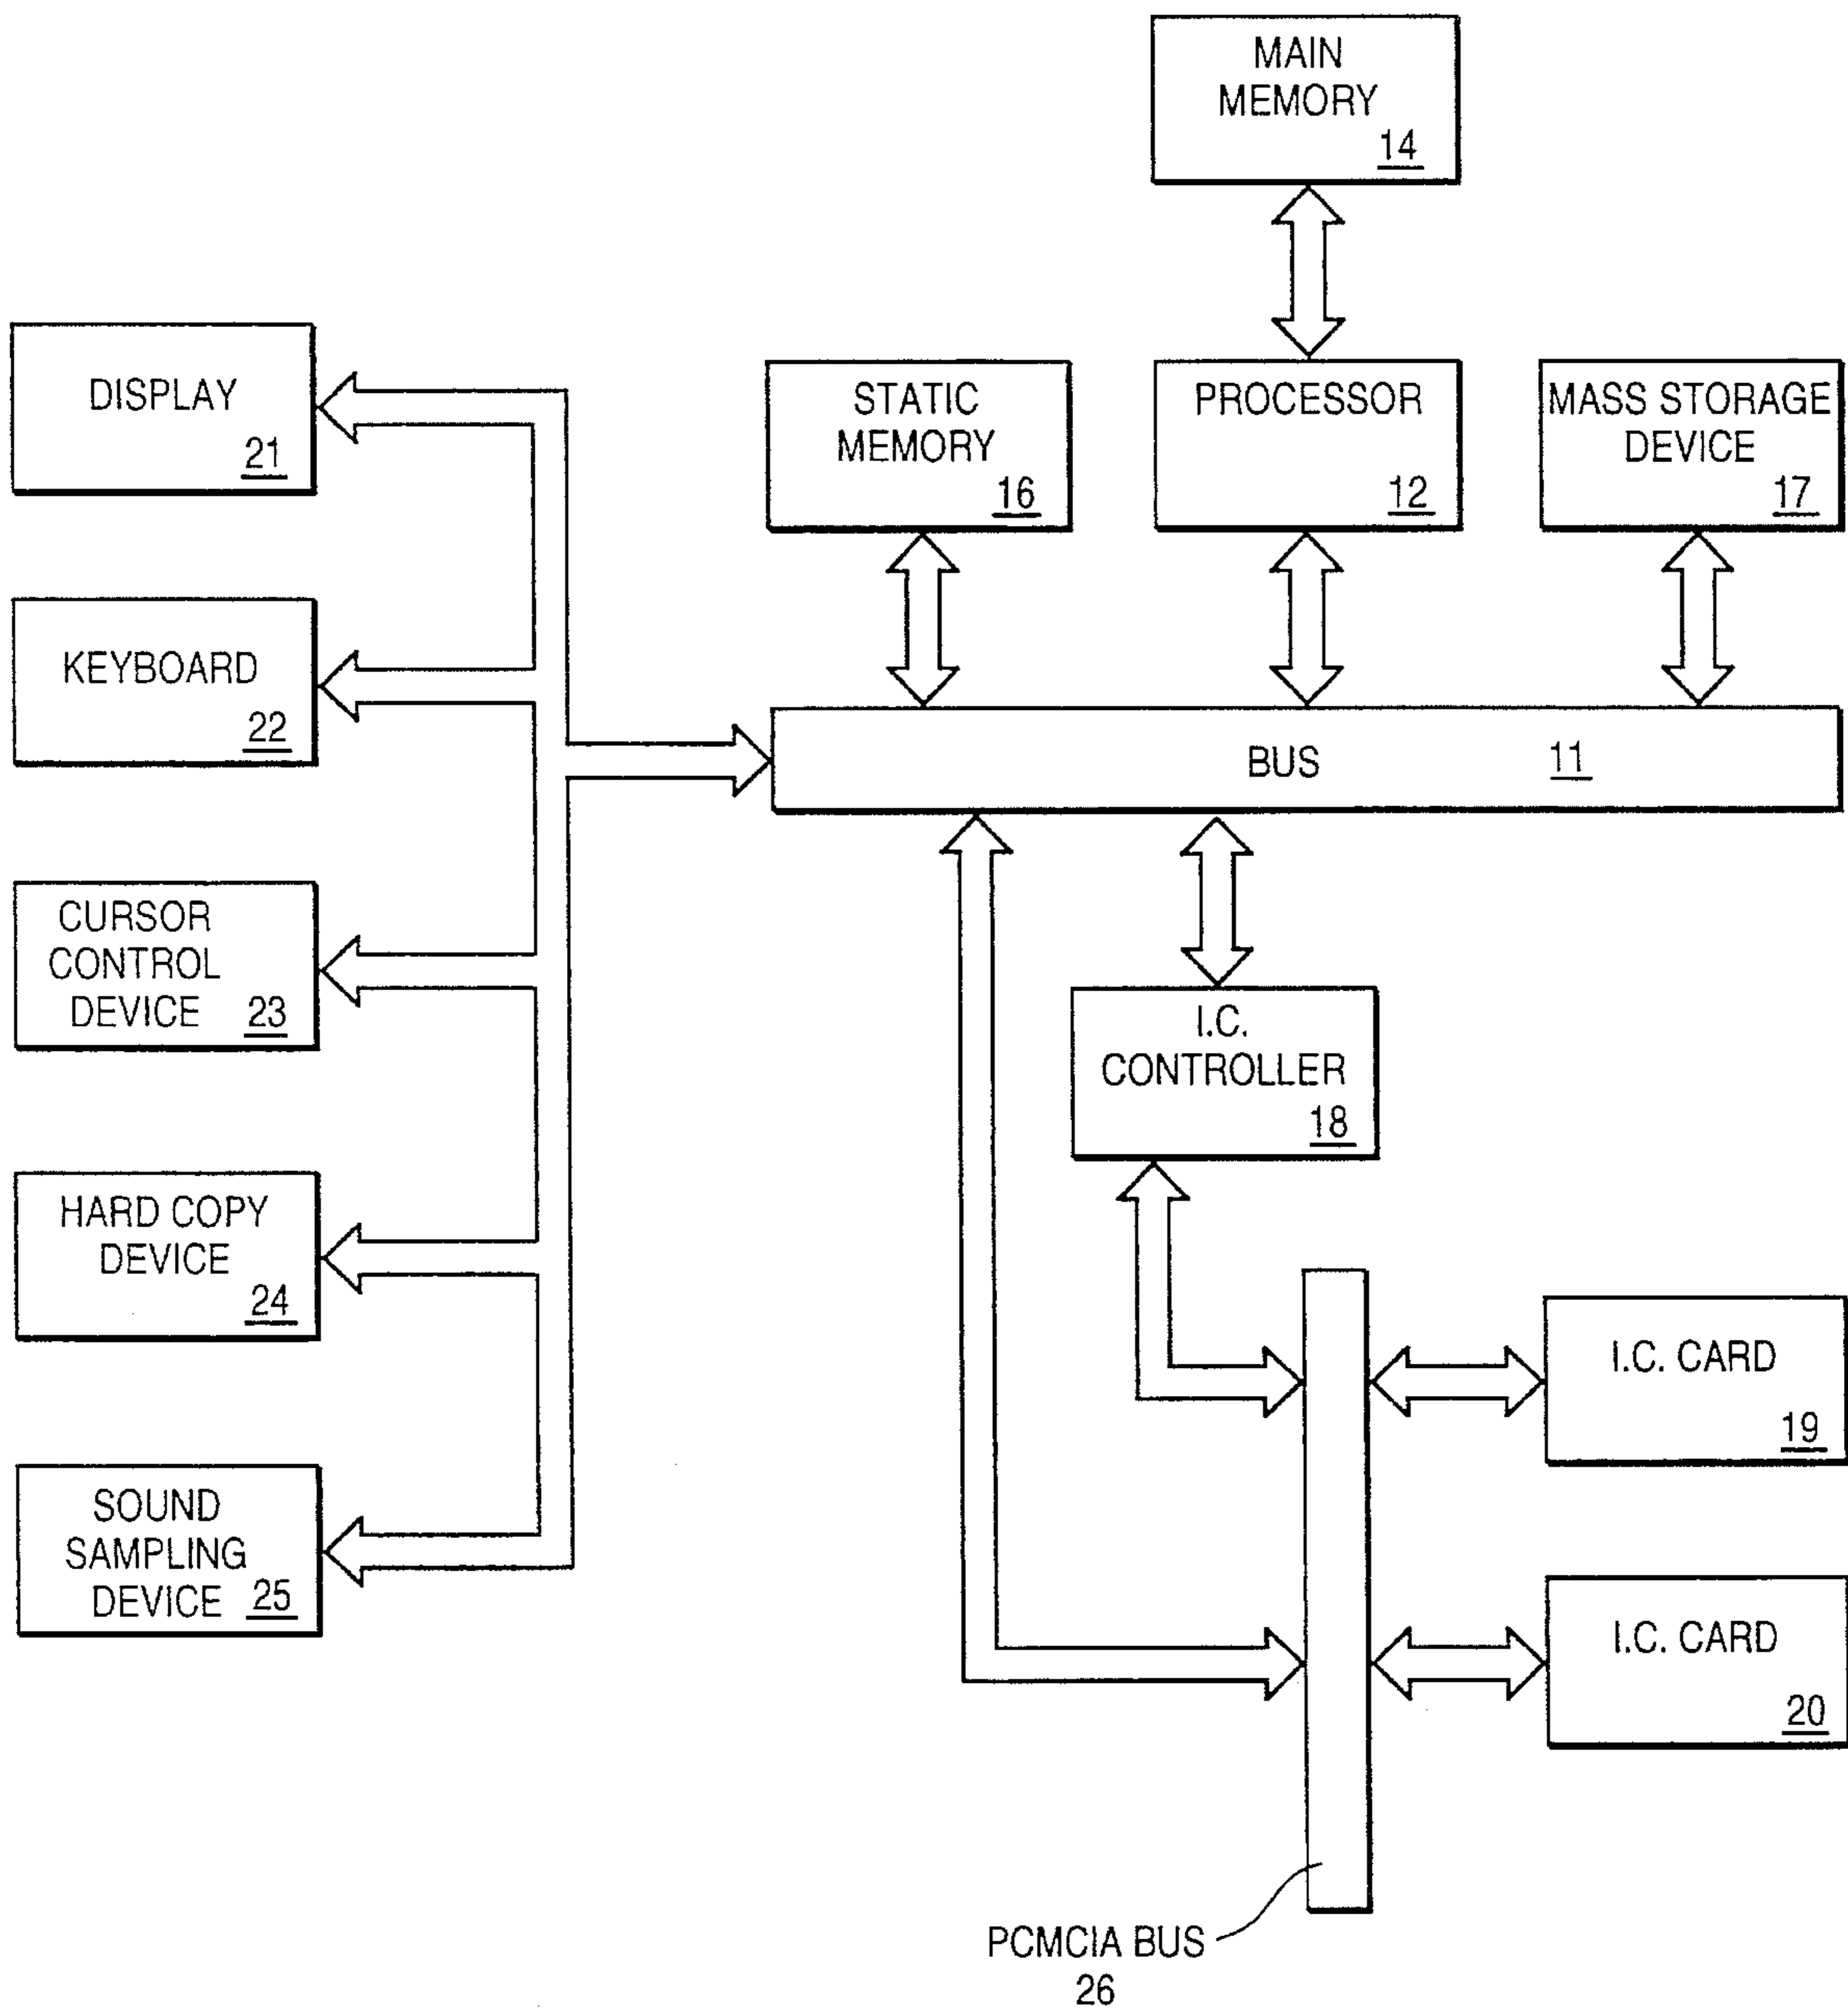 MAIN
MEMORY
14
DISPLAY
21
STATIC
MEMORY
16
PROCESSOR
12
MASS STORAGE
DEVICE
17
KEYBOARD
22
BUS 11
CURSOR
CONTROL
DEVICE 23
I.C.
CONTROLLER
18
HARD COPY
DEVICE
24
I.C. CARD
19
SOUND
SAMPLING
DEVICE 25
I.C. CARD
20
PCMCIA BUS
26